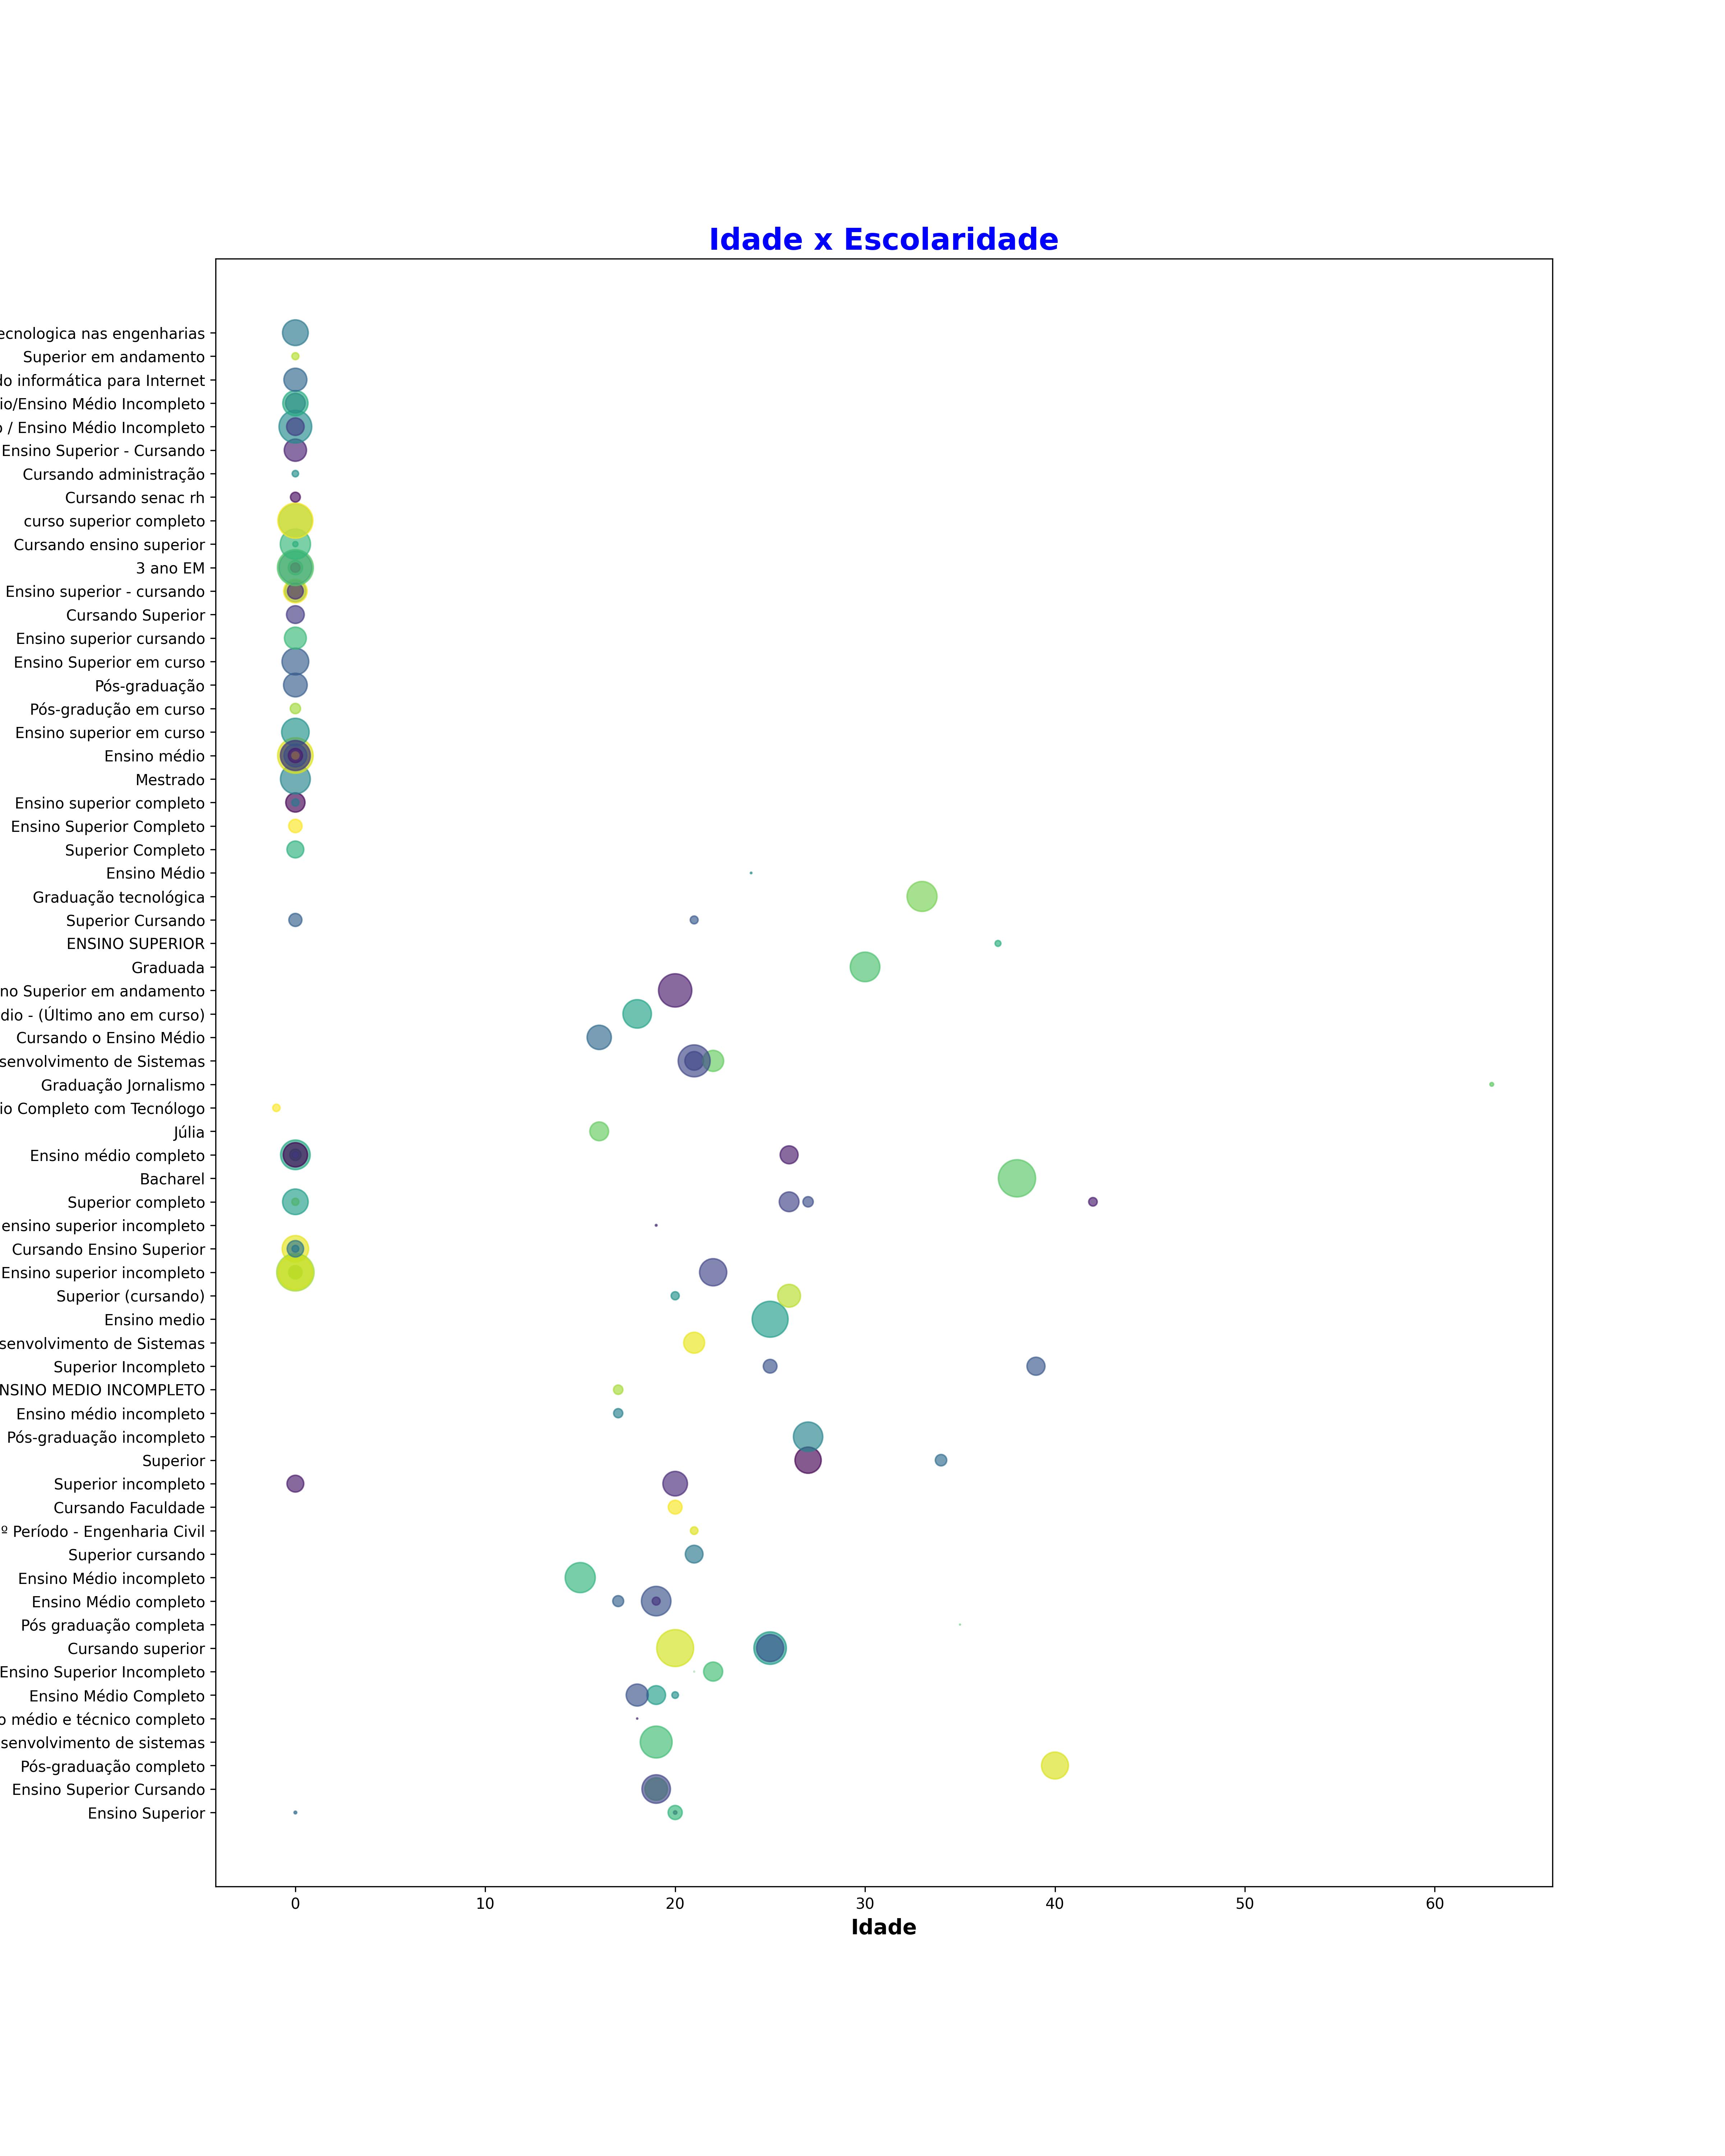 Idade x Escolaridade
ecnologica nas engenharias
Superior em andamento
do informática para Internet
io/Ensino Médio Incompleto
o / Ensino Médio Incompleto
Ensino Superior - Cursando
Cursando administração
Cursando senac rh
curso superior completo
Cursando ensino superior
3 ano EM
Ensino superior - cursando
Cursando Superior
Ensino superior cursando
Ensino Superior em curso
Pós-graduação
Pós-gradução em curso
Ensino superior em curso
Ensino médio
Mestrado
Ensino superior completo
Ensino Superior Completo
Superior Completo
Ensino Médio
Graduação tecnológica
Superior Cursando
ENSINO SUPERIOR
Graduada
no Superior em andamento
dio - (Último ano em curso)
Cursando o Ensino Médio
senvolvimento de Sistemas
Graduação Jornalismo
io Completo com Tecnólogo
Júlia
Ensino médio completo
Bacharel
Superior completo
ensino superior incompleto
Cursando Ensino Superior
Ensino superior incompleto
Superior (cursando)
Ensino medio
senvolvimento de Sistemas
Superior Incompleto
NSINO MEDIO INCOMPLETO
Ensino médio incompleto
Pós-graduação incompleto
Superior
Superior incompleto
Cursando Faculdade
º Período - Engenharia Civil
Superior cursando
Ensino Médio incompleto
Ensino Médio completo
Pós graduação completa
Cursando superior
Ensino Superior Incompleto
Ensino Médio Completo
o médio e técnico completo
senvolvimento de sistemas
Pós-graduação completo
Ensino Superior Cursando
Ensino Superior
0 10 20 30 40 50 60
Idade